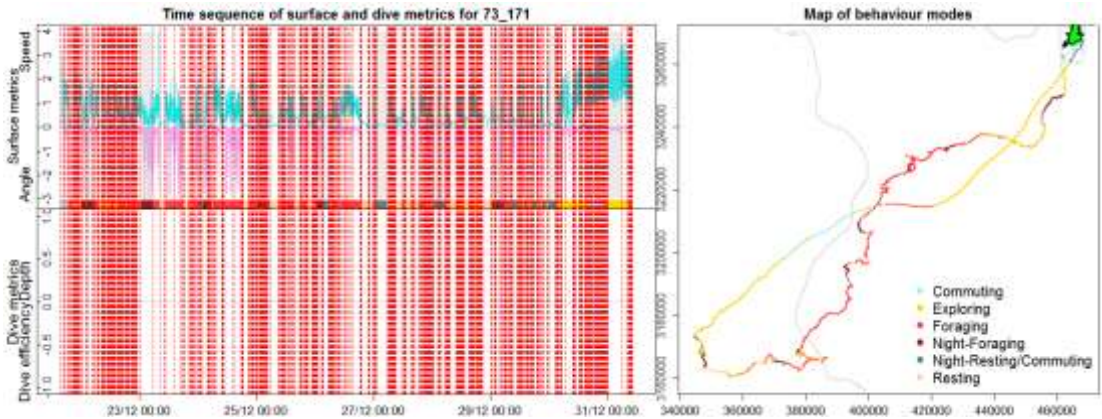 Time sequence of surface and dive metrics for 73_171
Speed
Surface metrics
Angle
4
3
2
1
0
-1
-2
-3
Depth
Dive metrics
Dive efficiency
1.0
0.5
0.0
-0.5
-1.0
23/12 00:00
25/12 00:00
27/12 00:00
29/12 00:00
31/12 00:00
Map of behaviour modes
3260000
3240000
3220000
3200000
3180000
3160000
340000
360000
380000
400000
420000
440000
460000
Commuting
Exploring
Foraging
Night-Foraging
Night-Resting/Commuting
Resting